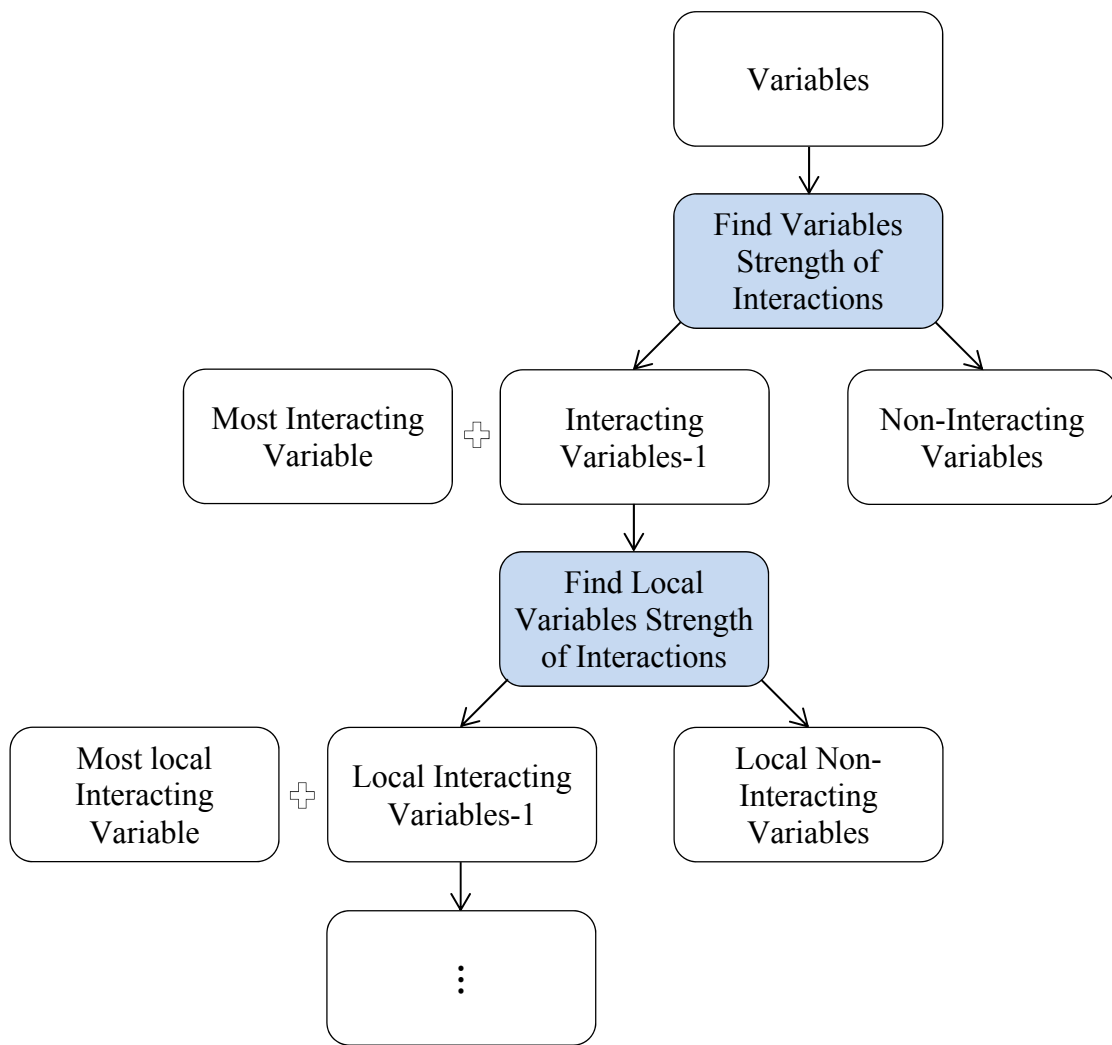 Variables
Find Variables
Strength of
Interactions
Most Interacting
Variable
Interacting
Variables-1
Non-Interacting
Variables
Find Local
Variables Strength
of Interactions
Most local
Interacting
Variable
Local Interacting
Variables-1
Local Non-
Interacting
Variables
⋮